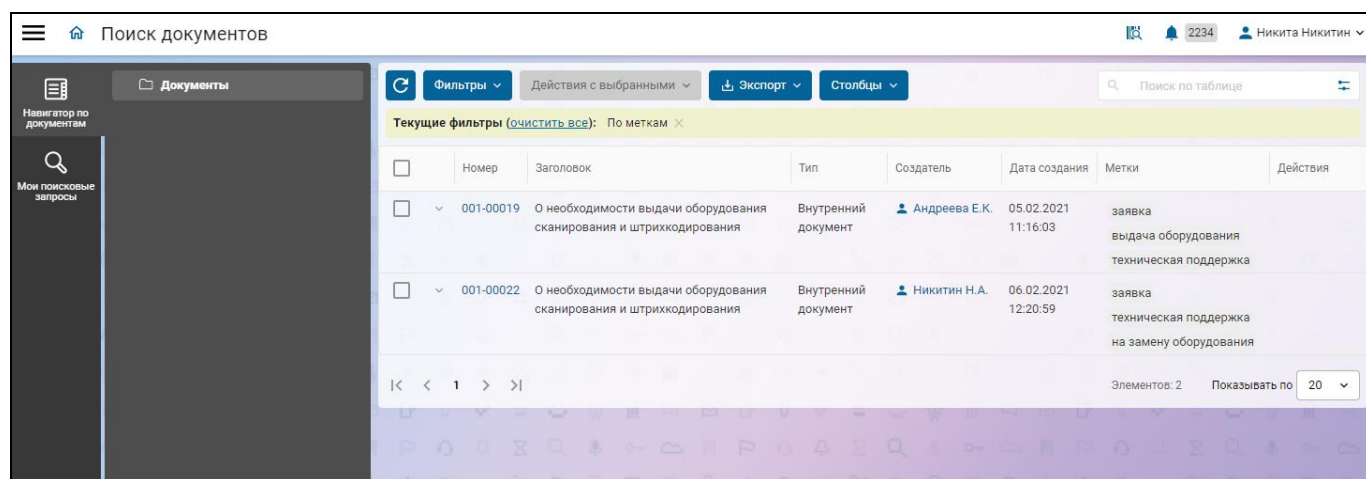 Поиск документов
2234
Никита Никитин
Навигатор по
документам
Мои поисковые
запросы
Документы
Фильтры
Действия с выбранными
Экспорт
Столбцы
Поиск по таблице
Текущие фильтры (очистить все): По меткам
Номер Заголовок Тип Создатель Дата создания Метки Действия
001-00019 О необходимости выдачи оборудования Внутренний Андреева Е.К. 05.02.2021 заявка
сканирования и штрихкодирования документ 11:16:03 выдача оборудования
техническая поддержка
001-00022 О необходимости выдачи оборудования Внутренний Никитин Н.А. 06.02.2021 заявка
сканирования и штрихкодирования документ 12:20:59 техническая поддержка
на замену оборудования
1
Элементов: 2 Показывать по 20